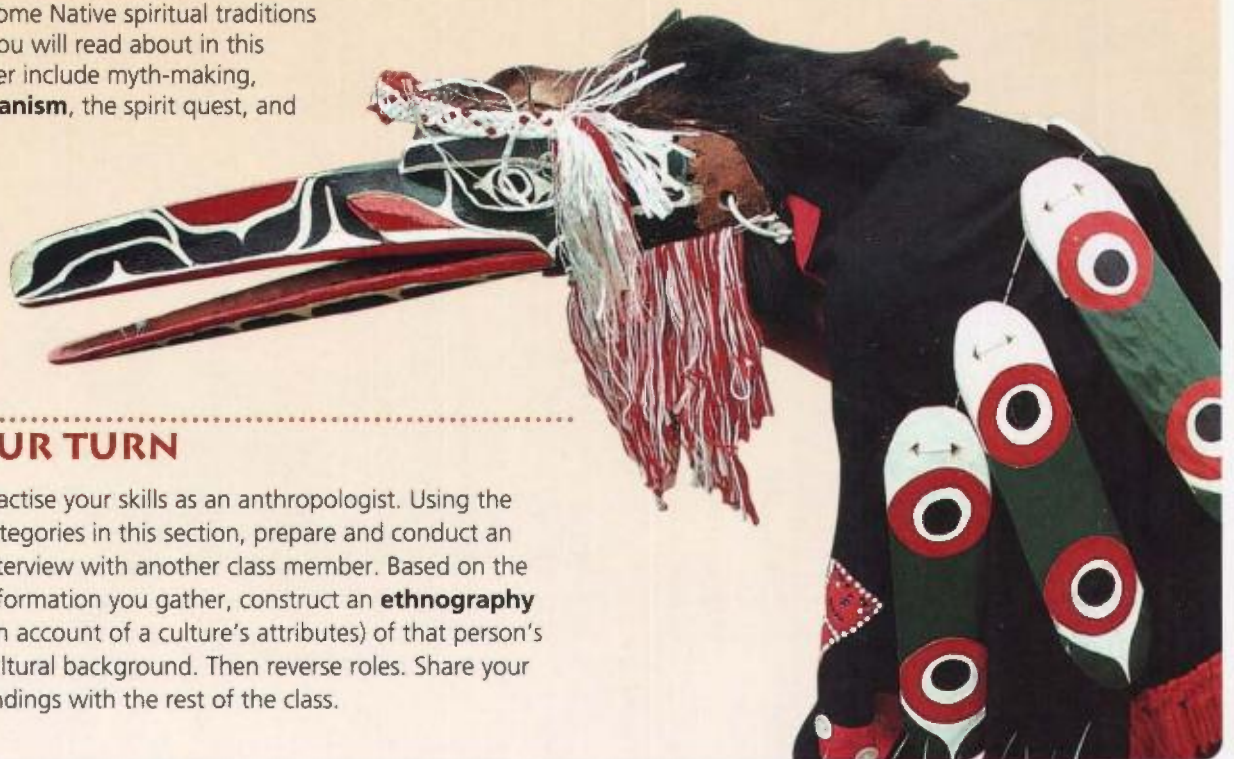 ome Native spiritual traditions
ou will read about in this
er include myth-making,
anism, the spirit quest, and
UR TURN
actise your skills as an anthropologist. Using the
tegories in this section, prepare and conduct an
terview with another class member. Based on the
formation you gather, construct an ethnography
n account of a culture's attributes) of that person's
ltural background. Then reverse roles. Share your
ndings with the rest of the class.